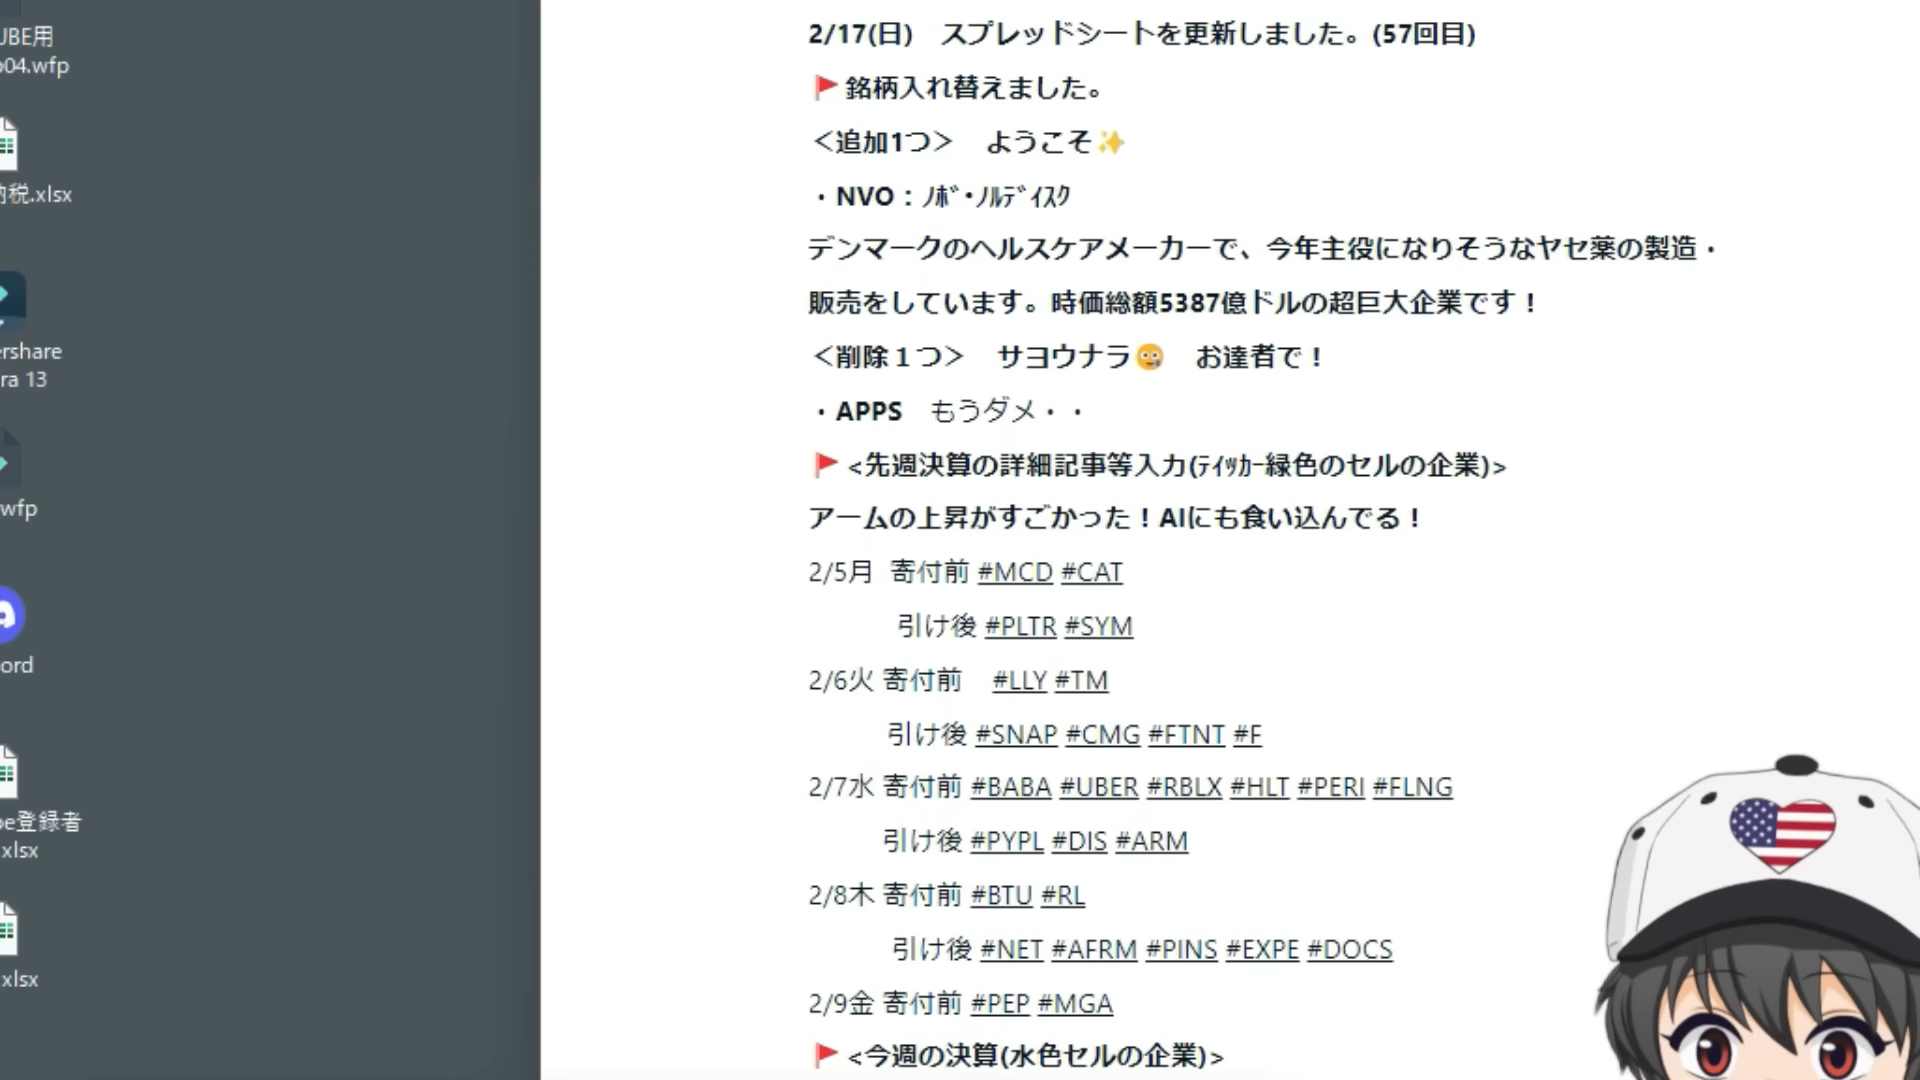 UBE用
o04.wfp
納税.xlsx
ershare
ra 13
wfp
ord
be登録者
xlsx
xlsx
2/17(日)　スプレッドシートを更新しました。(57回目)
🚩銘柄入れ替えました。
＜追加1つ＞　ようこそ✨
・NVO：ﾉﾎﾞ･ﾉﾙﾃﾞｨｽｸ
デンマークのヘルスケアメーカーで、今年主役になりそうなヤセ薬の製造・
販売をしています。時価総額5387億ドルの超巨大企業です！
＜削除１つ＞　サヨウナラ　お達者で！
・APPS　もうダメ・・
🚩<先週決算の詳細記事等入力(ﾃｨｯｶｰ緑色のセルの企業)>
アームの上昇がすごかった！AIにも食い込んでる！
2/5月 寄付前 #MCD #CAT
引け後 #PLTR #SYM
2/6火 寄付前　#LLY #TM
引け後 #SNAP #CMG #FTNT #F
2/7水 寄付前 #BABA #UBER #RBLX #HLT #PERI #FLNG
引け後 #PYPL #DIS #ARM
2/8木 寄付前 #BTU #RL
引け後 #NET #AFRM #PINS #EXPE #DOCS
2/9金 寄付前 #PEP #MGA
🚩<今週の決算(水色セルの企業)>